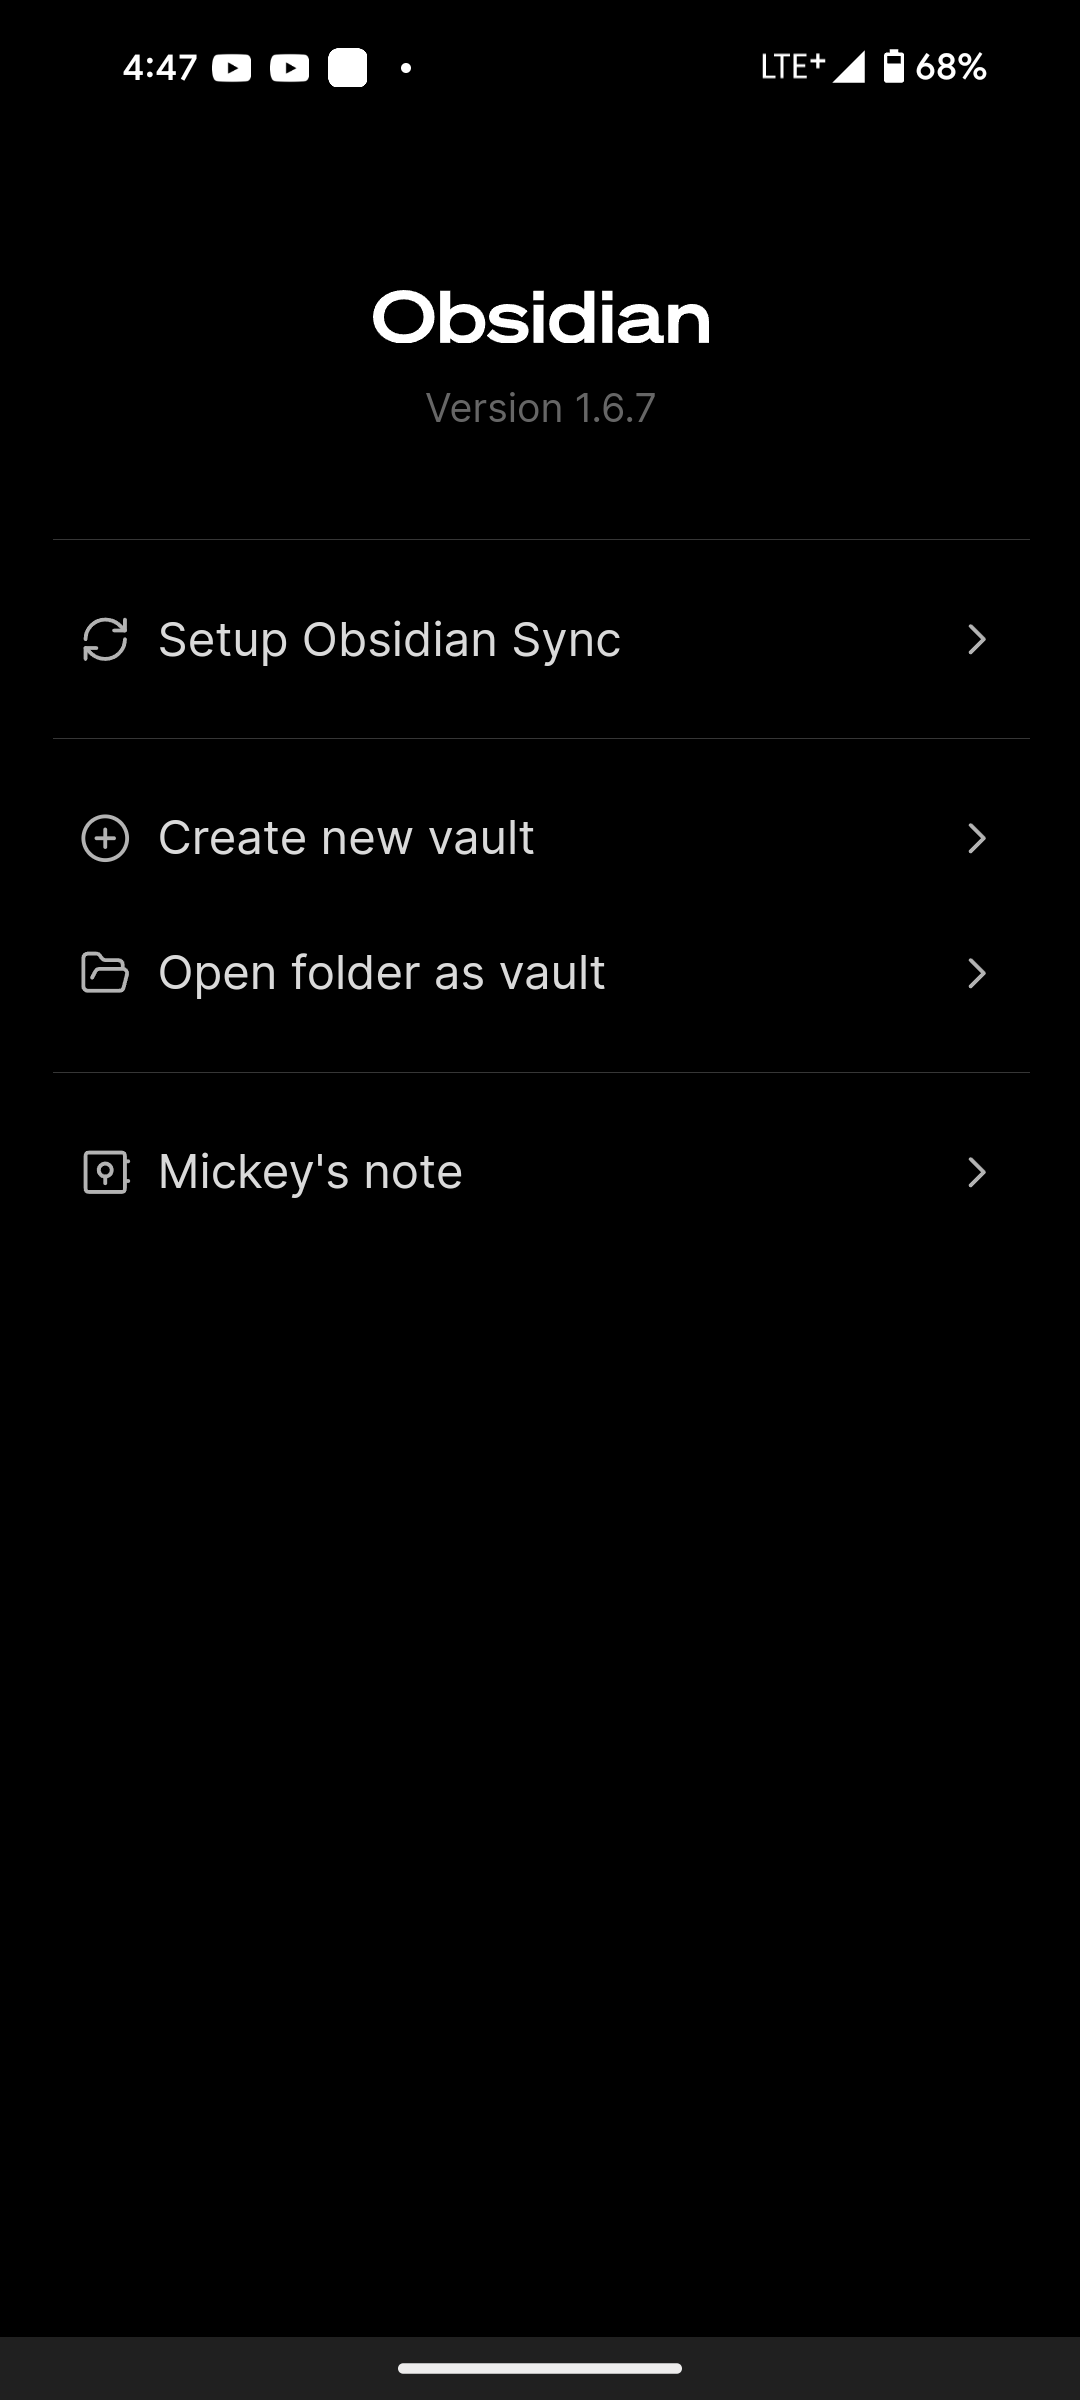 4:47 LTE+ 68%
Obsidian
Version 1.6.7
Setup Obsidian Sync
Create new vault
Open folder as vault
Mickey's note